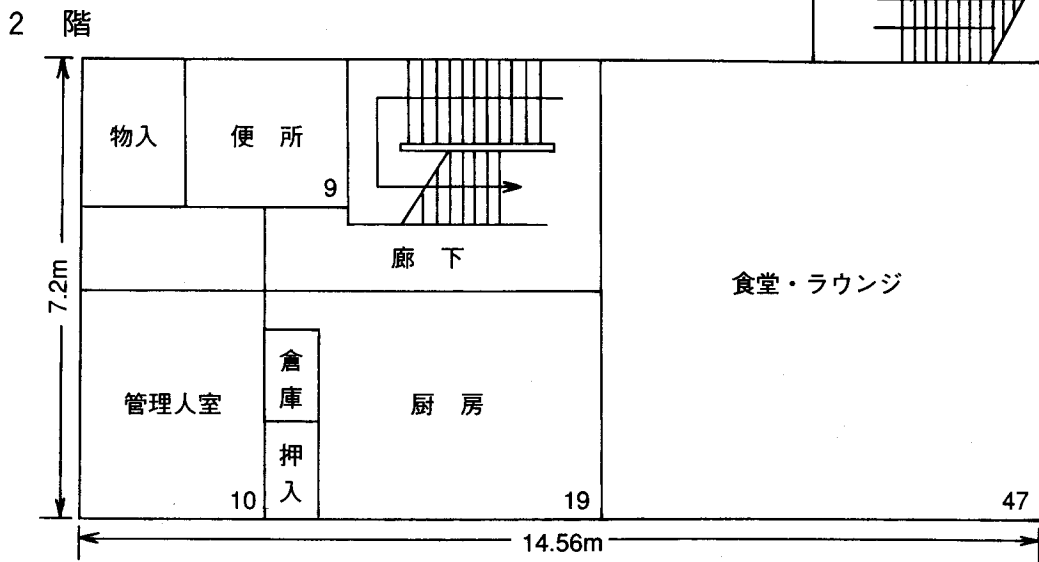 2 階
物入
便 所
9
廊 下
食堂・ラウンジ
7.2m
管理人室
倉庫
押入
厨 房
10
19
47
14.56m